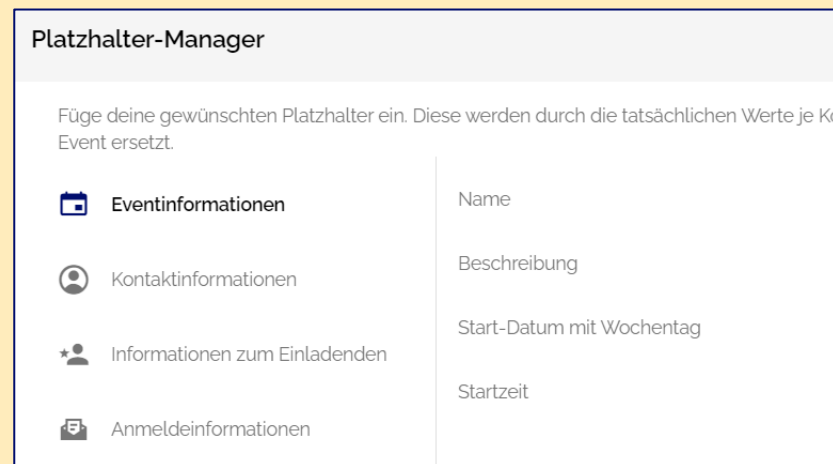 Platzhalter-Manager
Füge deine gewünschten Platzhalter ein. Diese werden durch die tatsächlichen Werte je
Event ersetzt.
Eventinformationen
Kontaktinformationen
Informationen zum Einladenden
Anmeldeinformationen
Name
Beschreibung
Start-Datum mit Wochentag
Startzeit